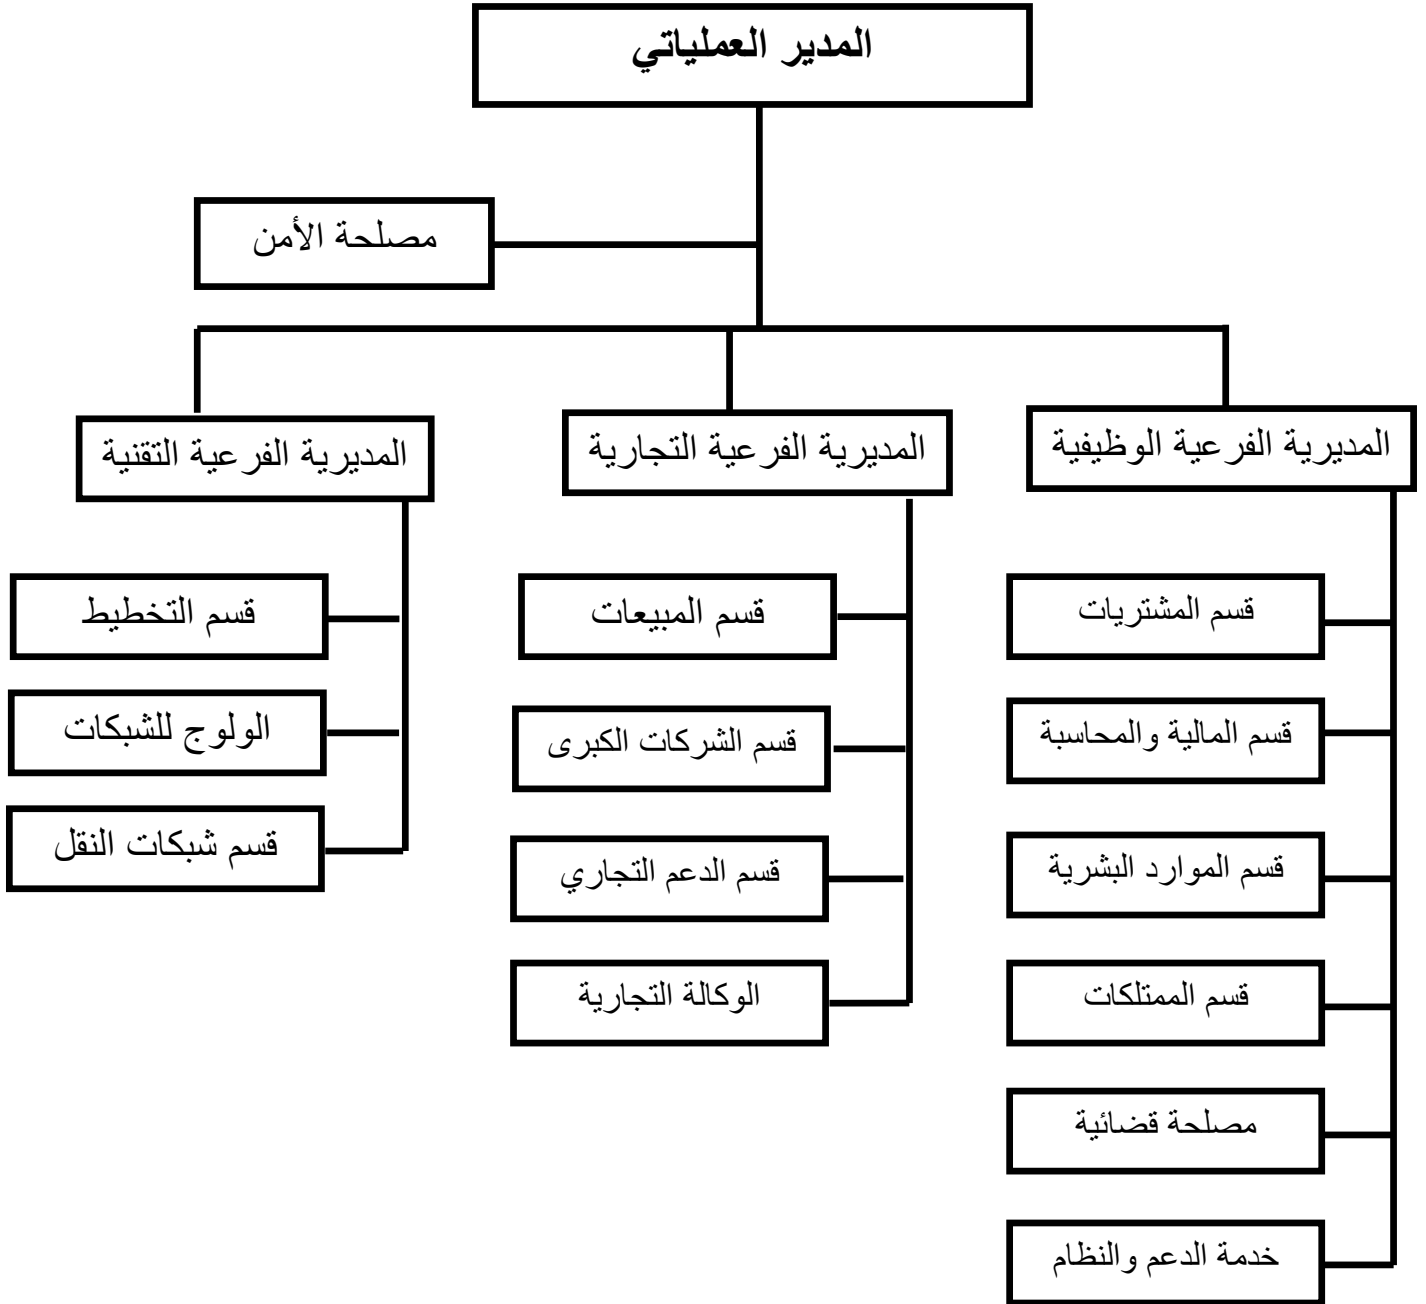 المدير العملياتي
مصلحة الأمن
المديرية الفرعية الوظيفية
المديرية الفرعية التجارية
المديرية الفرعية التقنية
قسم المشتريات
قسم المالية والمحاسبة
قسم الموارد البشرية
قسم الممتلكات
مصلحة قضائية
خدمة الدعم والنظام
قسم المبيعات
قسم الشركات الكبرى
قسم الدعم التجاري
الوكالة التجارية
قسم التخطيط
الولوج للشبكات
قسم شبكات النقل